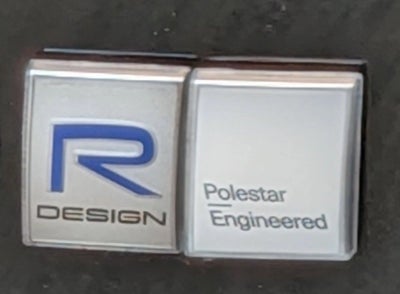 R
DESIGN
Polestar
Engineered